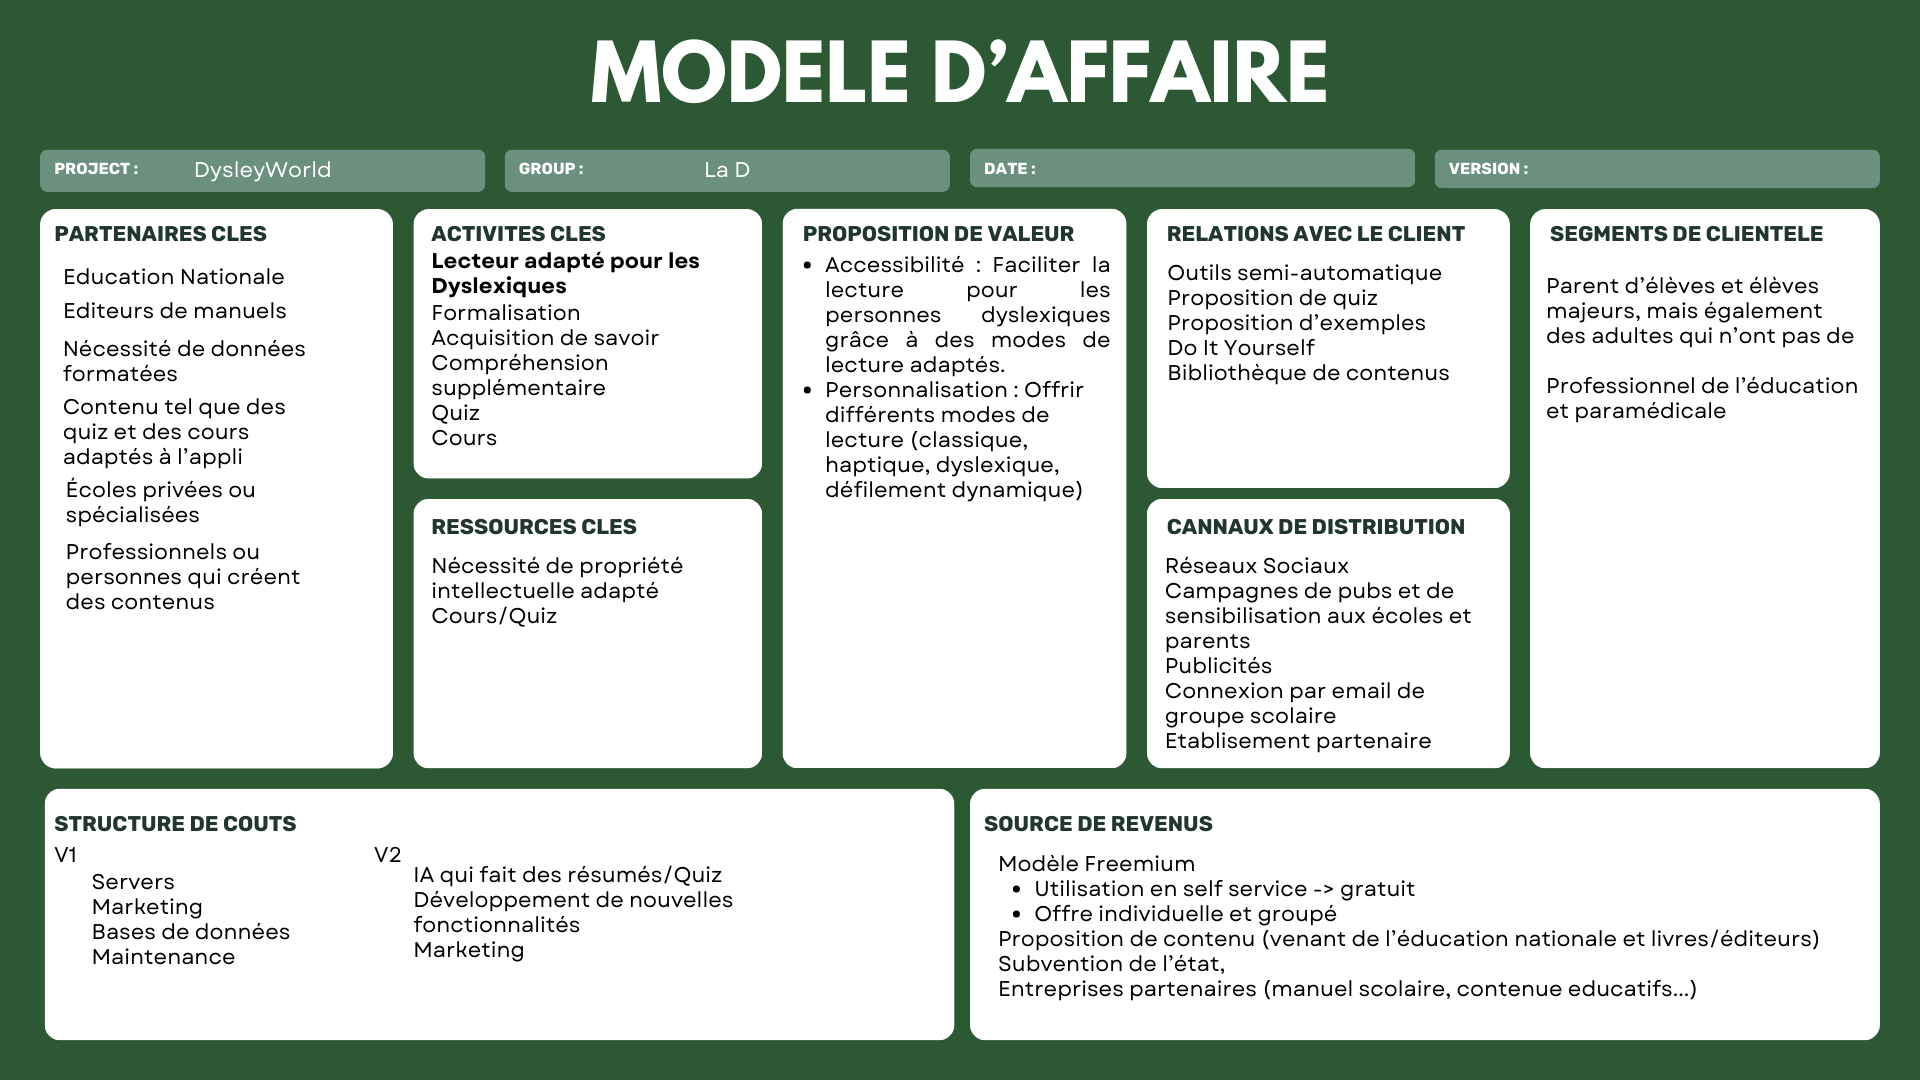 MODELE D’AFFAIRE
PROJECT : DysleyWorld
GROUP : La D
DATE :
VERSION :
PARTENAIRES CLES
Education Nationale
Editeurs de manuels
Nécessité de données
formatées
Contenu tel que des
quiz et des cours
adaptés à l’appli
Écoles privées ou
spécialisées
Professionnels ou
personnes qui créent
des contenus
ACTIVITES CLES
Lecteur adapté pour les
Dyslexiques
Formalisation
Acquisition de savoir
Compréhension
supplémentaire
Quiz
Cours
RESSOURCES CLES
Nécessité de propriété
intellectuelle adapté
Cours/Quiz
PROPOSITION DE VALEUR
• Accessibilité : Faciliter la
lecture pour les
personnes dyslexiques
grâce à des modes de
lecture adaptés.
• Personnalisation : Offrir
différents modes de
lecture (classique,
haptique, dyslexique,
défilement dynamique)
RELATIONS AVEC LE CLIENT
Outils semi-automatique
Proposition de quiz
Proposition d’exemples
Do It Yourself
Bibliothèque de contenus
CANNAUX DE DISTRIBUTION
Réseaux Sociaux
Campagnes de pubs et de
sensibilisation aux écoles et
parents
Publicités
Connexion par email de
groupe scolaire
Etablisement partenaire
SEGMENTS DE CLIENTELE
Parent d’élèves et élèves
majeurs, mais également
des adultes qui n’ont pas de
Professionnel de l’éducation
et paramédicale
STRUCTURE DE COUTS
V1
Servers
Marketing
Bases de données
Maintenance
V2
IA qui fait des résumés/Quiz
Développement de nouvelles
fonctionnalités
Marketing
SOURCE DE REVENUS
Modèle Freemium
• Utilisation en self service -> gratuit
• Offre individuelle et groupé
Proposition de contenu (venant de l’éducation nationale et livres/éditeurs)
Subvention de l’état,
Entreprises partenaires (manuel scolaire, contenue educatifs...)